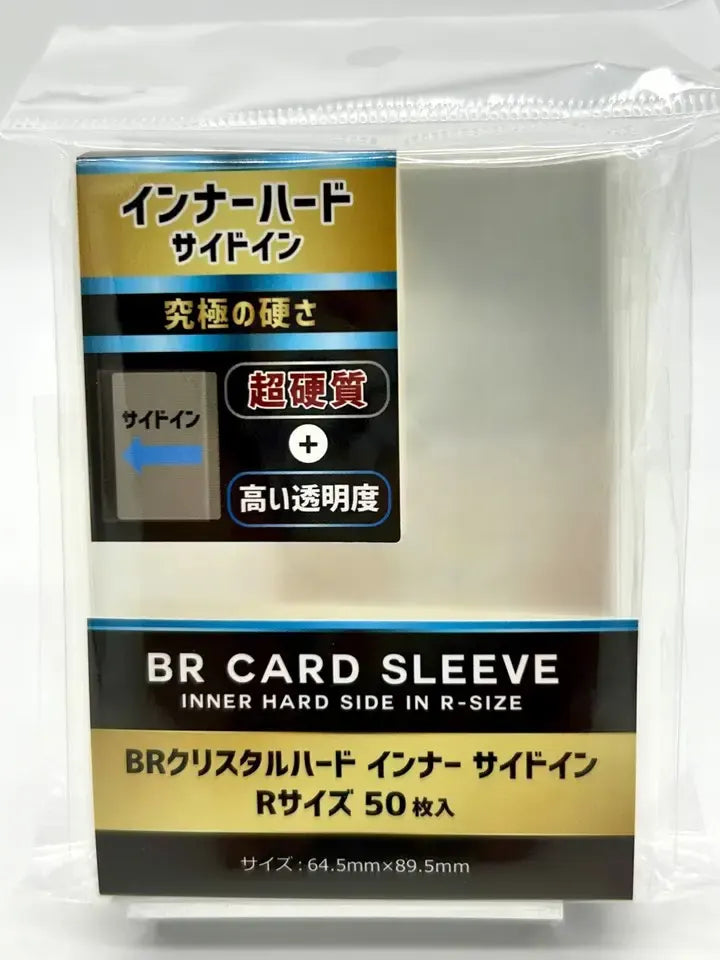 インナーハード
サイドイン
究極の硬さ
サイドイン
超硬質
+
高い透明度
BR CARD SLEEVE
INNER HARD SIDE IN R-SIZE
BRクリスタルハード インナー サイドイン
Rサイズ 50枚入
サイズ : 64.5mm×89.5mm